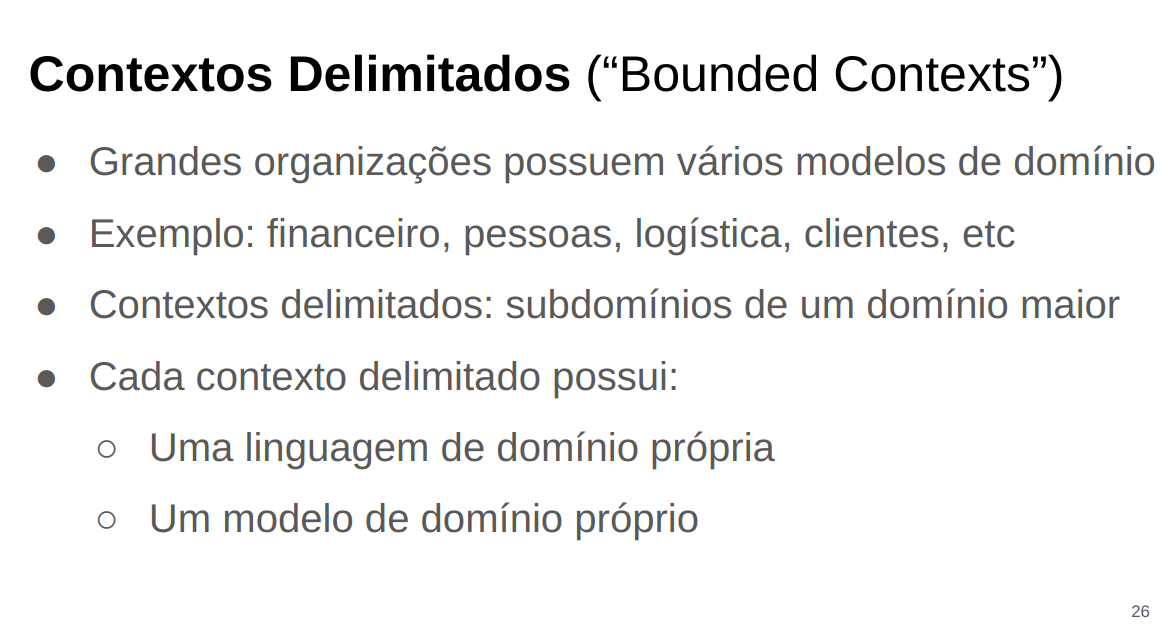 Contextos Delimitados (“Bounded Contexts”)
● Grandes organizações possuem vários modelos de domínio
● Exemplo: financeiro, pessoas, logística, clientes, etc
● Contextos delimitados: subdomínios de um domínio maior
● Cada contexto delimitado possui:
○ Uma linguagem de domínio própria
○ Um modelo de domínio próprio
26